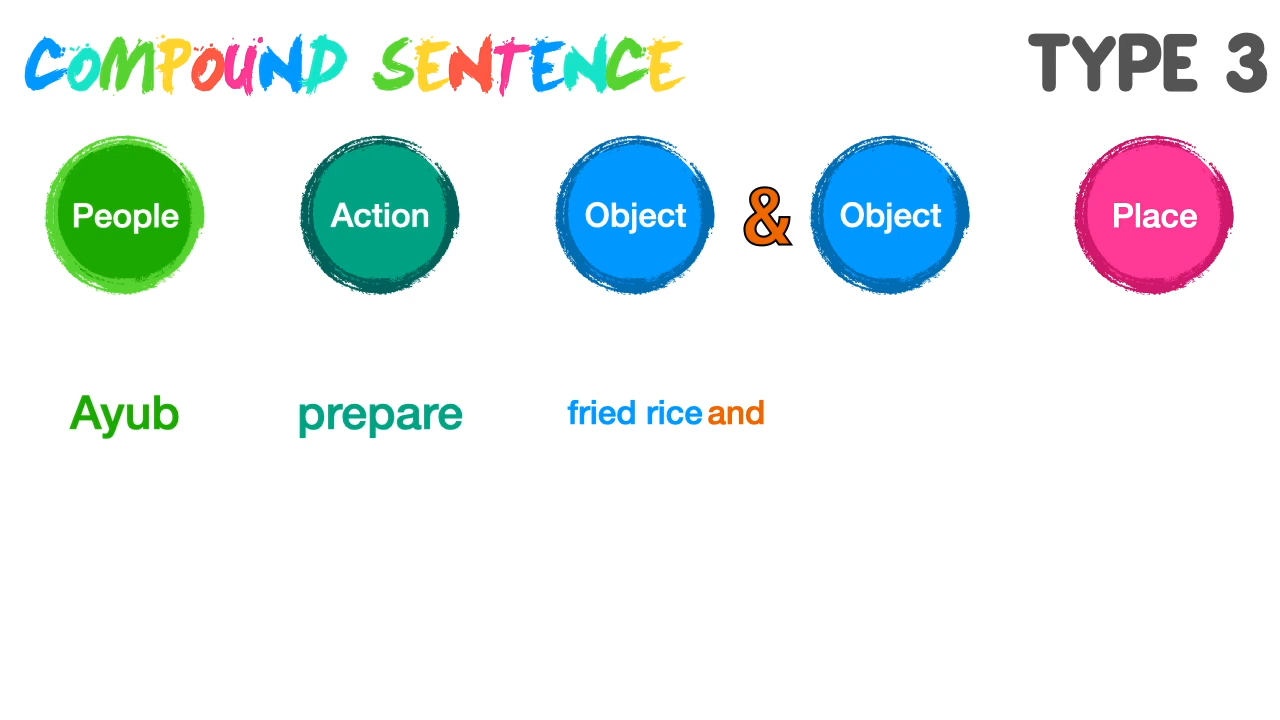 COMPOUND SENTENCE TYPE 3
People Action Object & Object Place
Ayub prepare fried rice and